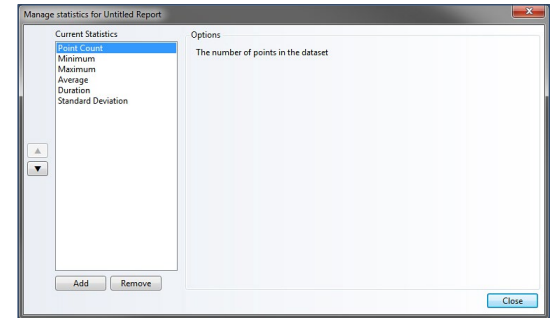 Manage statistics for Untitled Report
Current Statistics
Point Count
Minimum
Maximum
Average
Duration
Standard Deviation
Add
Remove
Options
The number of points in the dataset
Close